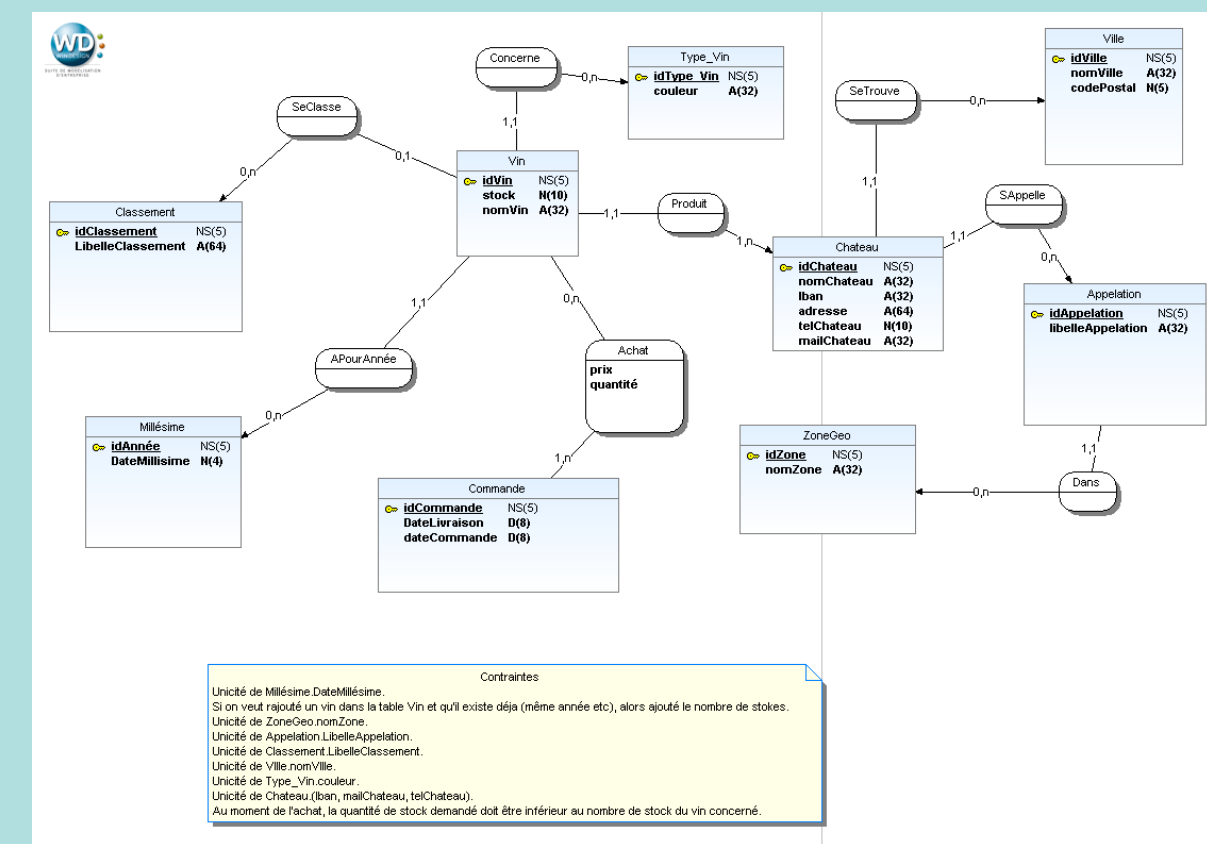 WD:
WIN'DESIGN
SUITE DE MODÉLISATION
D'ENTREPRISE
Concerne
0,n
1,1
Type_Vin
idType_Vin NS(5)
couleur A(32)
SeTrouve
0,n
1,1
Ville
idVille NS(5)
nomVille A(32)
codePostal N(5)
SeClasse
0,n
0,1
Vin
idVin NS(5)
stock N(10)
nomVin A(32)
1,1
Produit
1,n
Classement
idClassement NS(5)
LibelleClassement A(64)
SAppelle
1,1
0,n
Chateau
idChateau NS(5)
nomChateau A(32)
Iban A(32)
adresse A(64)
telChateau N(10)
mailChateau A(32)
Appelation
idAppelation NS(5)
libelleAppelation A(32)
1,1
0,n
APourAnnée
0,n
Achat
prix
quantité
1,n
Millésime
idAnnée NS(5)
DateMillisime N(4)
ZoneGeo
idZone NS(5)
nomZone A(32)
1,1
Dans
0,n
Commande
idCommande NS(5)
DateLivraison D(8)
dateCommande D(8)
Contraintes
Unicité de Millésime.DateMillésime.
Si on veut rajouté un vin dans la table Vin et qu'il existe déja (même année etc), alors ajouté le nombre de stokes.
Unicité de ZoneGeo.nomZone.
Unicité de Appelation.LibelleAppelation.
Unicité de Classement.LibelleClassement.
Unicité de VIlle.nomVIlle.
Unicité de Type_Vin.couleur.
Unicité de Chateau.(Iban, mailChateau, telChateau).
Au moment de l'achat, la quantité de stock demandé doit être inférieur au nombre de stock du vin concerné.